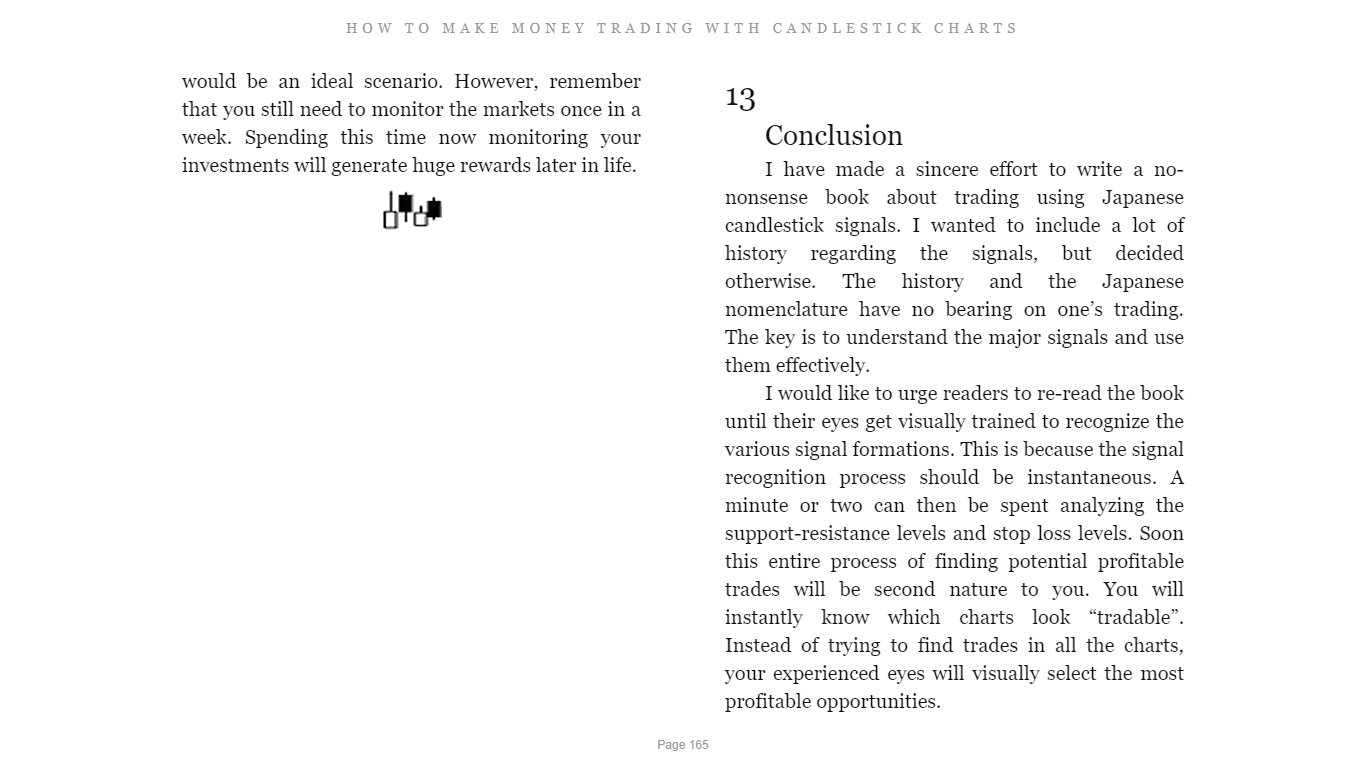 HOW TO MAKE MONEY TRADING WITH CANDLESTICK CHARTS
would be an ideal scenario. However, remember
that you still need to monitor the markets once in a
week. Spending this time now monitoring your
investments will generate huge rewards later in life.
13
Conclusion
I have made a sincere effort to write a no-
nonsense book about trading using Japanese
candlestick signals. I wanted to include a lot of
history regarding the signals, but decided
otherwise. The history and the Japanese
nomenclature have no bearing on one’s trading.
The key is to understand the major signals and use
them effectively.
I would like to urge readers to re-read the book
until their eyes get visually trained to recognize the
various signal formations. This is because the signal
recognition process should be instantaneous. A
minute or two can then be spent analyzing the
support-resistance levels and stop loss levels. Soon
this entire process of finding potential profitable
trades will be second nature to you. You will
instantly know which charts look “tradable”.
Instead of trying to find trades in all the charts,
your experienced eyes will visually select the most
profitable opportunities.
Page 165